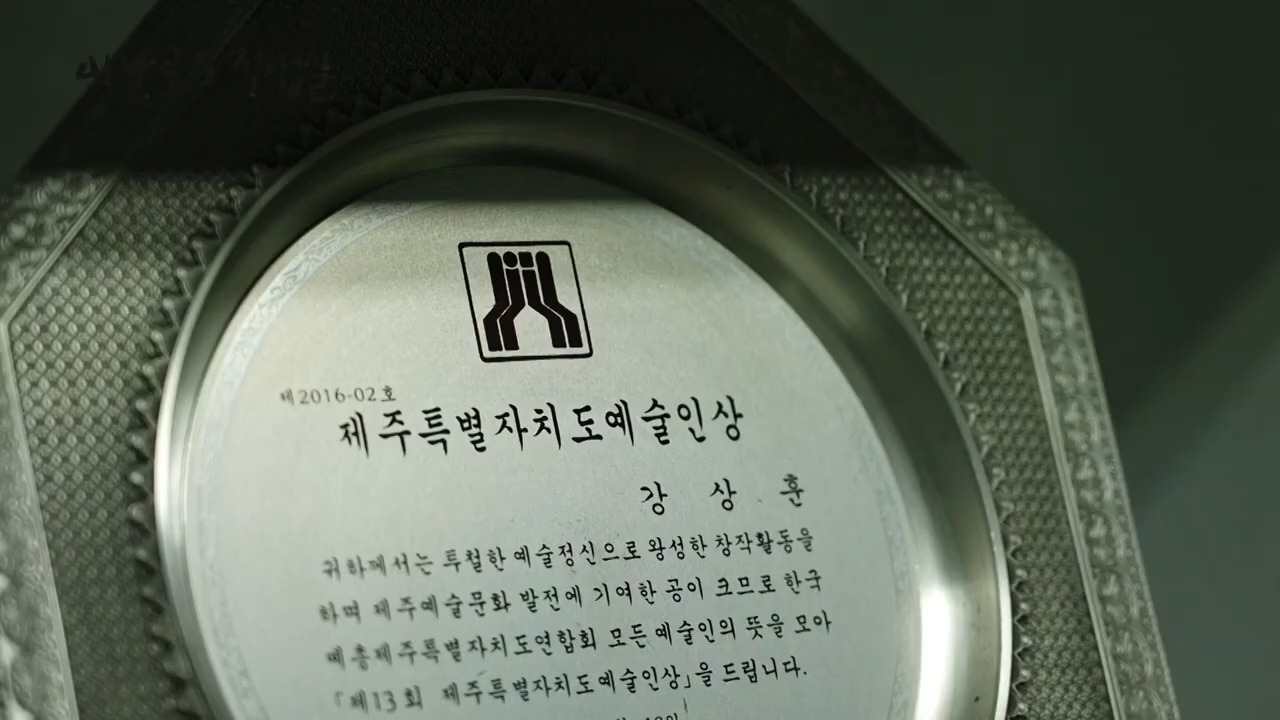 제2016-02호
제주특별자치도예술인상
강 상 훈
귀하께서는 투철한 예술정신으로 왕성한 창작활동을
하며 제주예술문화 발전에 기여한 공이 크므로 한국
예총제주특별자치도연합회 모든 예술인의 뜻을 모아
「제13회 제주특별자치도예술인상」을 드립니다.